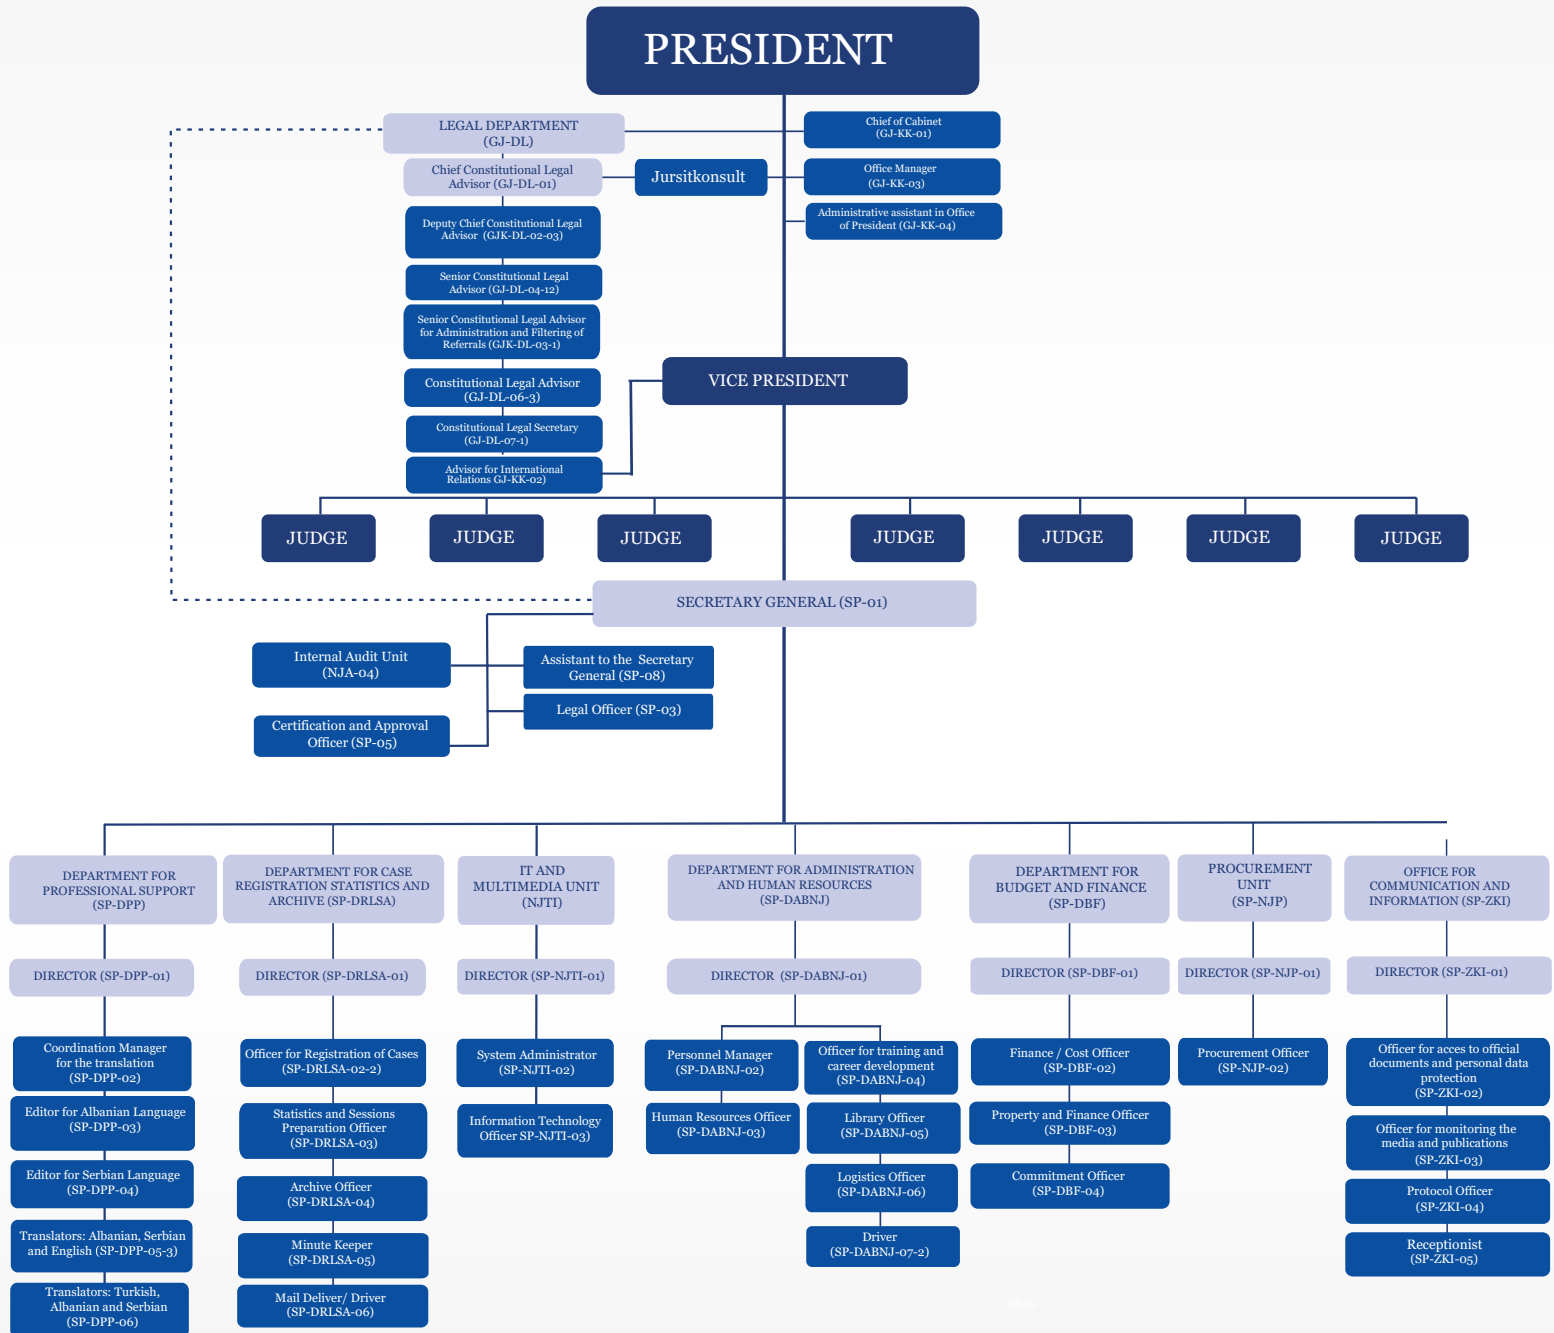 PRESIDENT
LEGAL DEPARTMENT
(GJ-DL)
Chief of Cabinet
(GJ-KK-01)
Chief Constitutional Legal
Advisor (GJ-DL-01)
Jursitkonsult
Office Manager
(GJ-KK-03)
Administrative assistant in Office
of President (GJ-KK-04)
Deputy Chief Constitutional Legal
Advisor (GJK-DL-02-03)
Senior Constitutional Legal
Advisor (GJ-DL-04-12)
Senior Constitutional Legal Advisor
for Administration and Filtering of
Referrals (GJK-DL-03-1)
Constitutional Legal Advisor
(GJ-DL-06-3)
Constitutional Legal Secretary
(GJ-DL-07-1)
Advisor for International
Relations GJ-KK-02)
VICE PRESIDENT
JUDGE
JUDGE
JUDGE
JUDGE
JUDGE
JUDGE
JUDGE
SECRETARY GENERAL (SP-01)
Internal Audit Unit
(NJA-04)
Assistant to the Secretary
General (SP-08)
Legal Officer (SP-03)
Certification and Approval
Officer (SP-05)
DEPARTMENT FOR
PROFESSIONAL SUPPORT
(SP-DPP)
DIRECTOR (SP-DPP-01)
Coordination Manager
for the translation
(SP-DPP-02)
Editor for Albanian Language
(SP-DPP-03)
Editor for Serbian Language
(SP-DPP-04)
Translators: Albanian, Serbian
and English (SP-DPP-05-3)
Translators: Turkish,
Albanian and Serbian
(SP-DPP-06)
DEPARTMENT FOR CASE
REGISTRATION STATISTICS AND
ARCHIVE (SP-DRLSA)
DIRECTOR (SP-DRLSA-01)
Officer for Registration of Cases
(SP-DRLSA-02-2)
Statistics and Sessions
Preparation Officer
(SP-DRLSA-03)
Archive Officer
(SP-DRLSA-04)
Minute Keeper
(SP-DRLSA-05)
Mail Deliver/ Driver
(SP-DRLSA-06)
IT AND
MULTIMEDIA UNIT
(NJTI)
DIRECTOR (SP-NJTI-01)
System Administrator
(SP-NJTI-02)
Information Technology
Officer SP-NJTI-03)
DEPARTMENT FOR ADMINISTRATION
AND HUMAN RESOURCES
(SP-DABNJ)
DIRECTOR (SP-DABNJ-01)
Personnel Manager
(SP-DABNJ-02)
Human Resources Officer
(SP-DABNJ-03)
Officer for training and
career development
(SP-DABNJ-04)
Library Officer
(SP-DABNJ-05)
Logistics Officer
(SP-DABNJ-06)
Driver
(SP-DABNJ-07-2)
DEPARTMENT FOR
BUDGET AND FINANCE
(SP-DBF)
DIRECTOR (SP-DBF-01)
Finance / Cost Officer
(SP-DBF-02)
Property and Finance Officer
(SP-DBF-03)
Commitment Officer
(SP-DBF-04)
PROCUREMENT
UNIT
(SP-NJP)
DIRECTOR (SP-NJP-01)
Procurement Officer
(SP-NJP-02)
OFFICE FOR
COMMUNICATION AND
INFORMATION (SP-ZKI)
DIRECTOR (SP-ZKI-01)
Officer for acces to official
documents and personal data
protection
(SP-ZKI-02)
Officer for monitoring the
media and publications
(SP-ZKI-03)
Protocol Officer
(SP-ZKI-04)
Receptionist
(SP-ZKI-05)